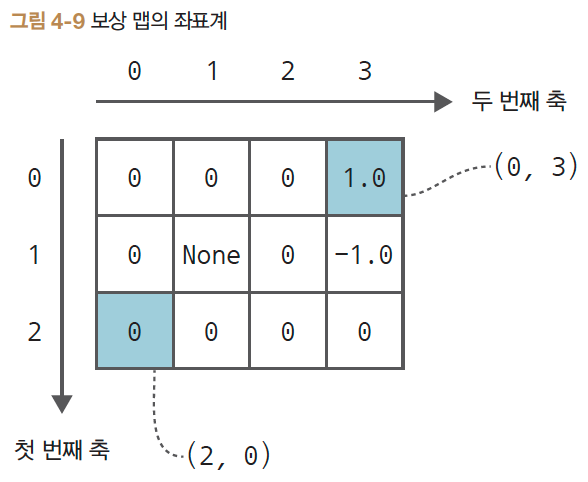 그림 4-9 보상 맵의 좌표계
0 1 2 3
두 번째 축
0 0 0 0 1.0
(0, 3)
1 0 None 0 -1.0
2 0 0 0 0
첫 번째 축
(2, 0)